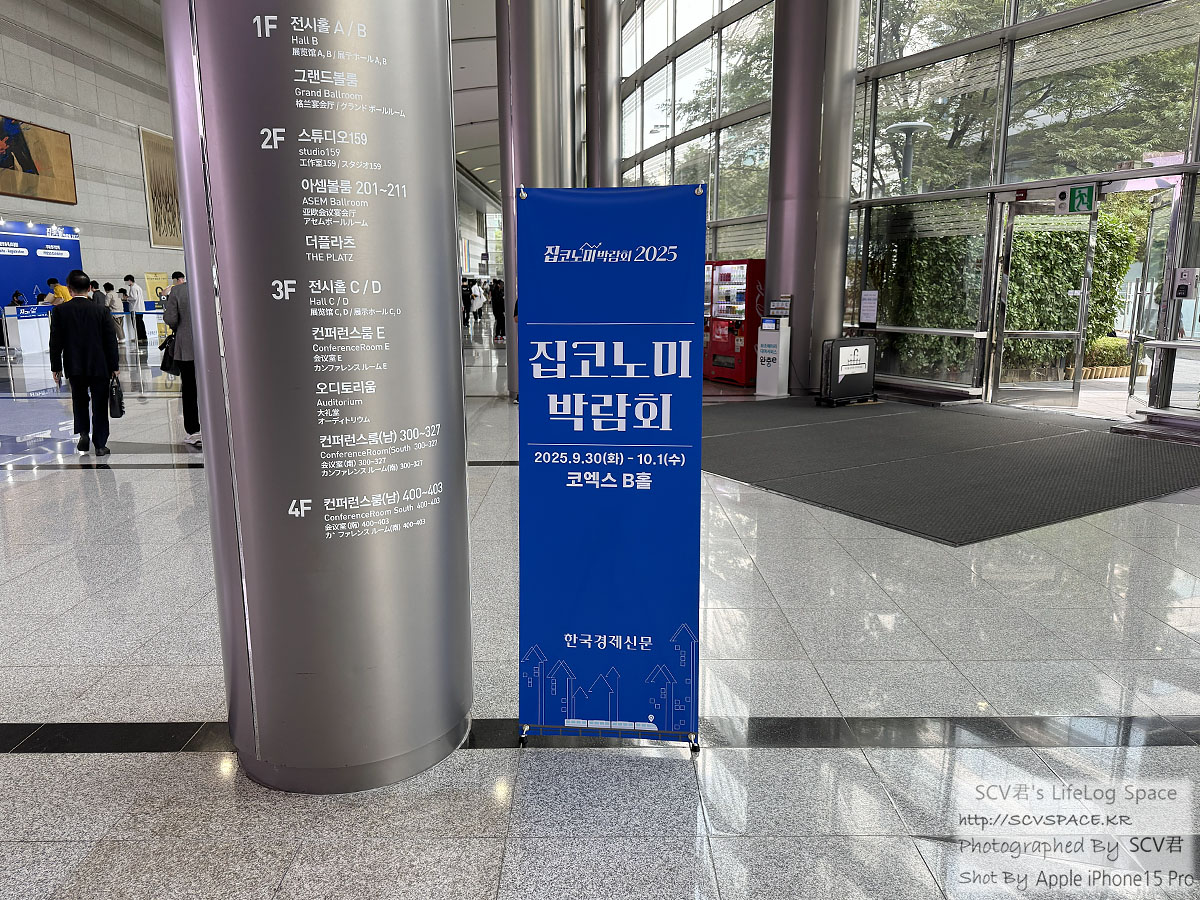 1F 전시홀 A / B
Hall B
展览馆 A, B / 展示ホール A, B
그랜드볼룸
Grand Ballroom
格兰宴会厅 / グランド ボールルーム
2F 스튜디오159
studio159
工作室159 / スタジオ159
아셈볼룸 201~211
ASEM Ballroom
亚欧会议宴会厅
アセムボールルーム
더플라츠
THE PLATZ
3F 전시홀 C / D
Hall C / D
展览馆 C, D / 展示ホール C, D
컨퍼런스룸 E
ConferenceRoom E
会议室 E
カンファレンス ルーム E
오디토리움
Auditorium
大礼堂
オーディトリウム
컨퍼런스룸(남) 300~327
ConferenceRoom(South 300-327
会议室(南) 300-327
カンファレンス ルーム(南) 300-327
4F 컨퍼런스룸(남) 400~403
ConferenceRoom South 400-403
会议室(南) 400-403
カンファレンス ルーム(南) 400-403
집코노미박람회 2025
집코노미
박람회
2025.9.30(화) - 10.1(수)
코엑스 B홀
한국경제신문
SCV君's LifeLog Space
http://SCVSPACE.KR
Photographed By SCV君
Shot By Apple iPhone15 Pro